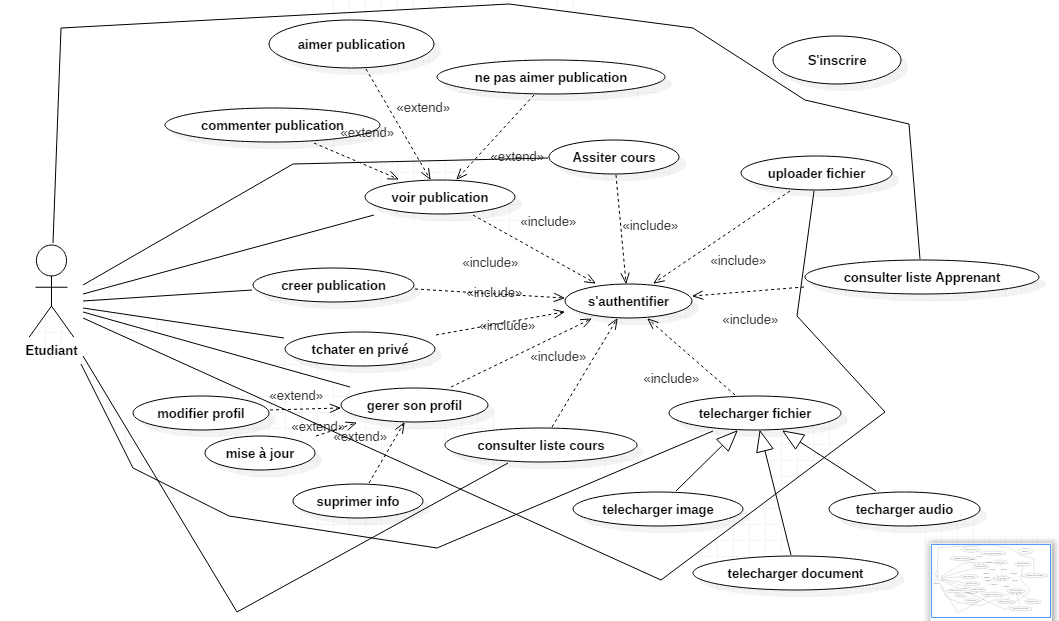 aimer publication
S'inscrire
ne pas aimer publication
«extend»
commenter publication
«extend»
«extend»
Assiter cours
uploader fichier
voir publication
«include»
«include»
«include»
«include»
consulter liste Apprenant
creer publication
«include»
s'authentifier
«include»
«include»
Etudiant
tchater en privé
«include»
«include»
«extend»
gerer son profil
modifier profil
telecharger fichier
«extend»
«extend»
mise à jour
consulter liste cours
suprimer info
telecharger image
techarger audio
telecharger document